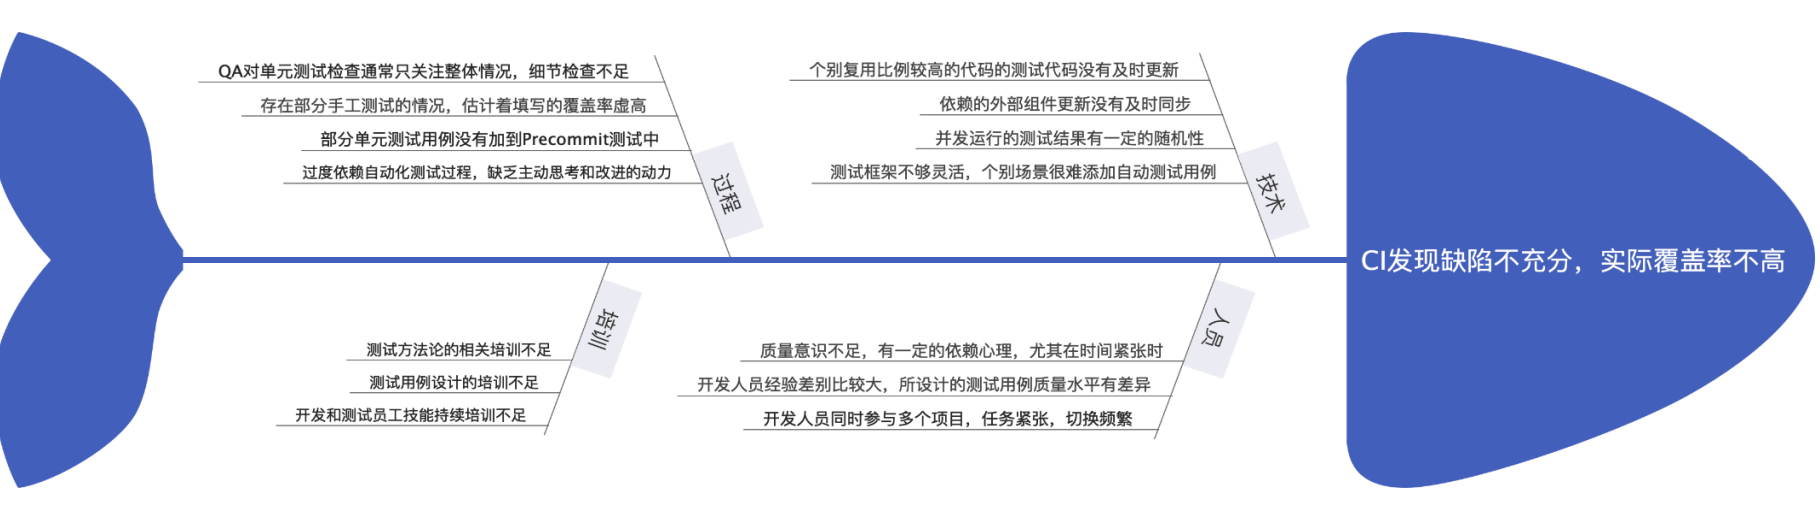 QA对单元测试检查通常只关注整体情况，细节检查不足
存在部分手工测试的情况，估计着填写的覆盖率虚高
部分单元测试用例没有加到Precommit测试中
过度依赖自动化测试过程，缺乏主动思考和改进的动力
过程
个别复用比例较高的代码的测试代码没有及时更新
依赖的外部组件更新没有及时同步
并发运行的测试结果有一定的随机性
测试框架不够灵活，个别场景很难添加自动测试用例
技术
CI发现缺陷不充分，实际覆盖率不高
培训
测试方法论的相关培训不足
测试用例设计的培训不足
开发和测试员工技能持续培训不足
人员
质量意识不足，有一定的依赖心理，尤其在时间紧张时
开发人员经验差别比较大，所设计的测试用例质量水平有差异
开发人员同时参与多个项目，任务紧张，切换频繁